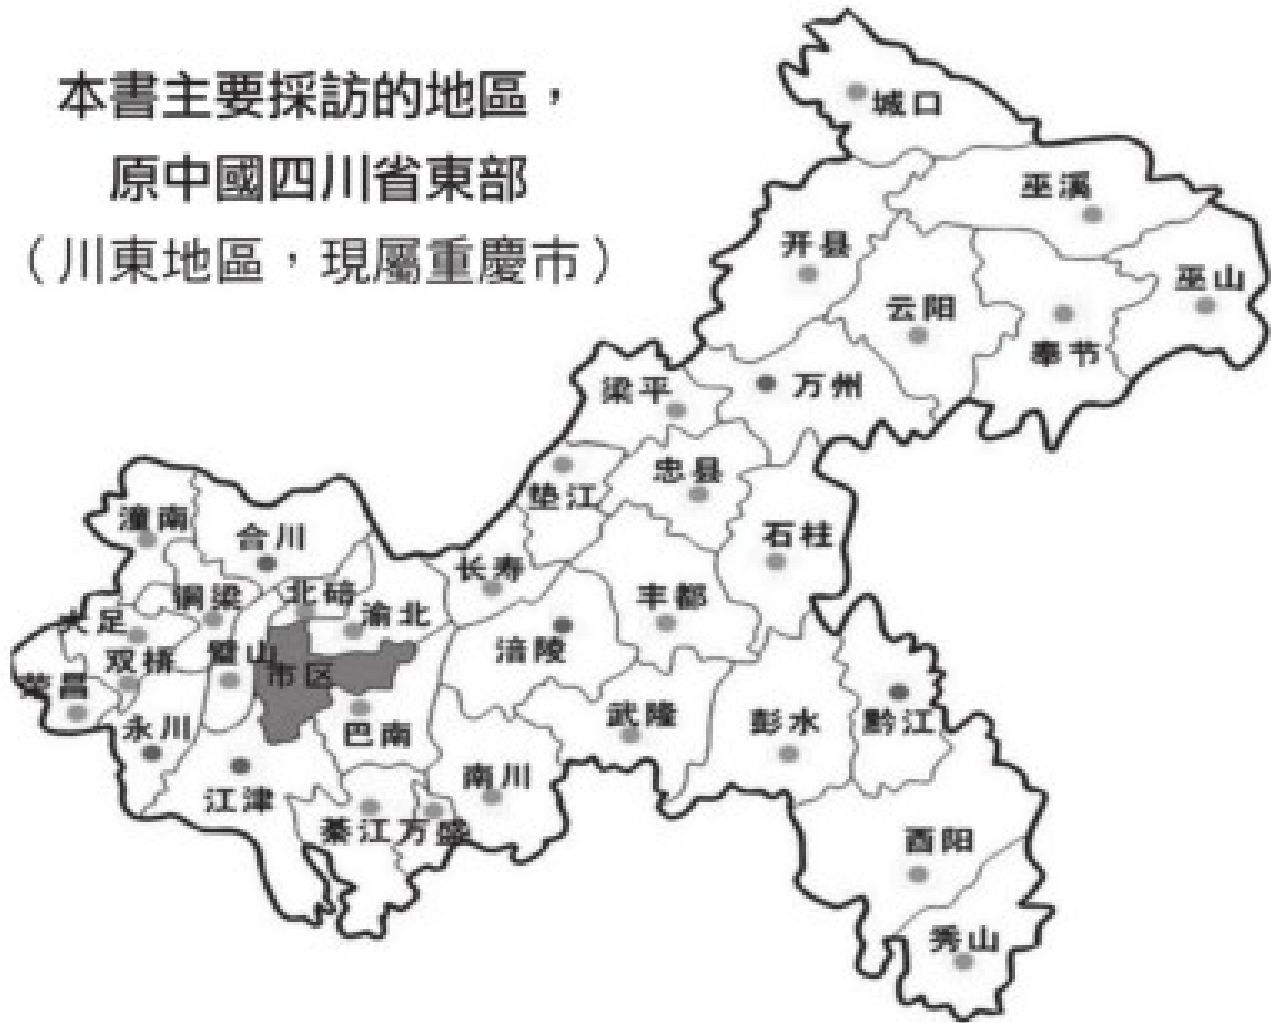 本書主要採訪的地區，
原中國四川省東部
（川東地區，現屬重慶市）
城口
巫溪
开县
巫山
云阳
奉节
万州
梁平
忠县
垫江
潼南
合川
石柱
长寿
铜梁
北碚
渝北
丰都
大足
双桥
璧山
市区
涪陵
荣昌
永川
巴南
武隆
彭水
黔江
江津
南川
綦江
万盛
酉阳
秀山